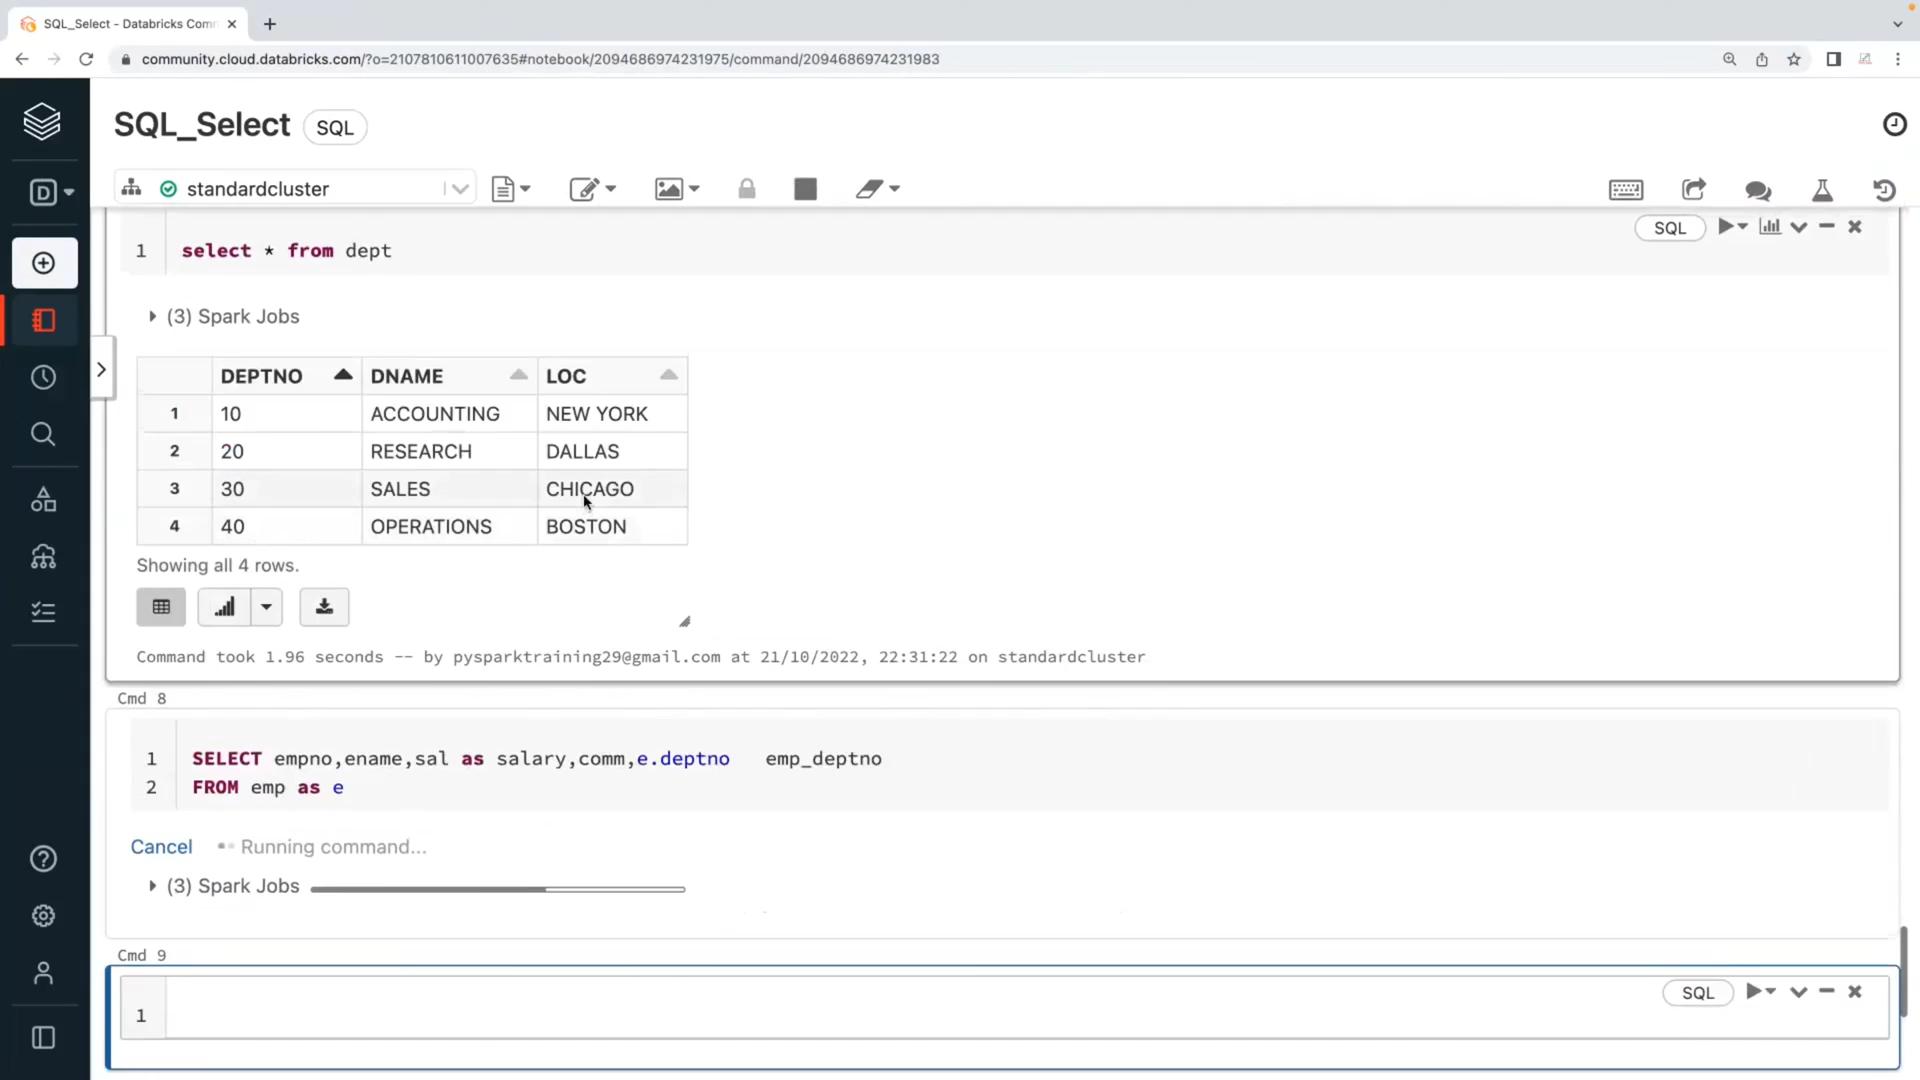 SQL_Select - Databricks Com
community.cloud.databricks.com/?o=2107810611007635#notebook/2094686974231975/command/2094686974231983
SQL_Select SQL
D standardcluster
SQL
1 select * from dept
(3) Spark Jobs
DEPTNO DNAME LOC
1 10 ACCOUNTING NEW YORK
2 20 RESEARCH DALLAS
3 30 SALES CHICAGO
4 40 OPERATIONS BOSTON
Showing all 4 rows.
Command took 1.96 seconds -- by pysparktraining29@gmail.com at 21/10/2022, 22:31:22 on standardcluster
Cmd 8
1 SELECT empno,ename,sal as salary,comm,e.deptno   emp_deptno
2 FROM emp as e
Cancel Running command...
(3) Spark Jobs
Cmd 9
SQL
1